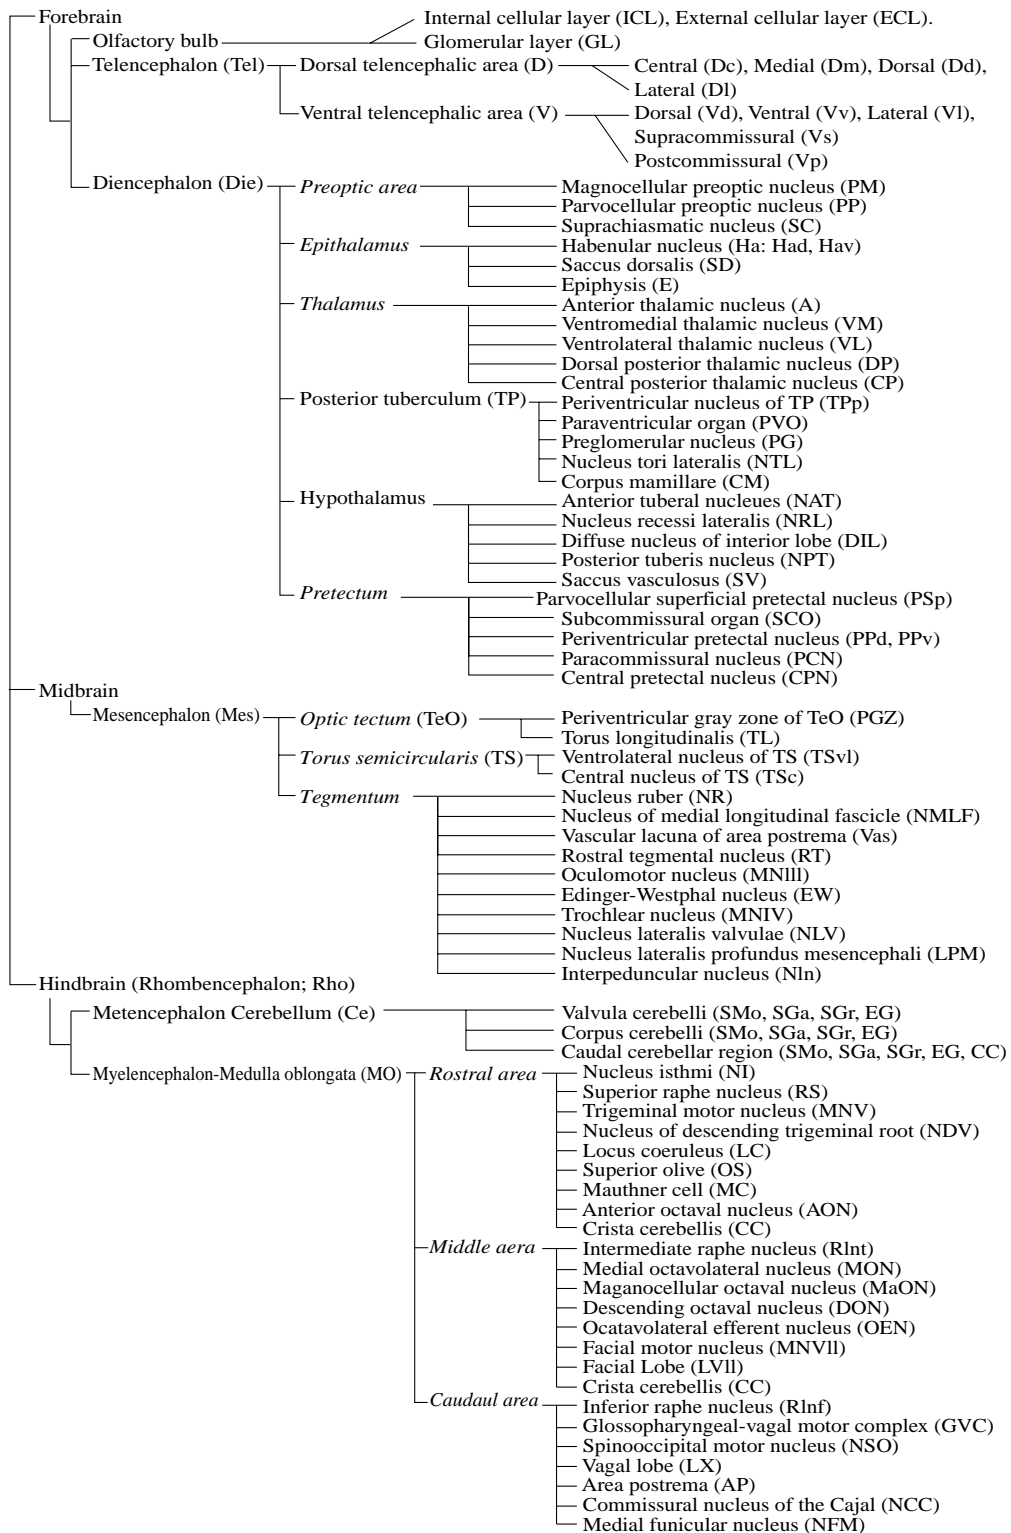 Forebrain
Olfactory bulb
Internal cellular layer (ICL), External cellular layer (ECL).
Glomerular layer (GL)
Telencephalon (Tel)
Dorsal telencephalic area (D)
Central (Dc), Medial (Dm), Dorsal (Dd),
Lateral (Dl)
Ventral telencephalic area (V)
Dorsal (Vd), Ventral (Vv), Lateral (Vl),
Supracommissural (Vs)
Postcommissural (Vp)
Diencephalon (Die)
Preoptic area
Magnocellular preoptic nucleus (PM)
Parvocellular preoptic nucleus (PP)
Suprachiasmatic nucleus (SC)
Epithalamus
Habenular nucleus (Ha: Had, Hav)
Saccus dorsalis (SD)
Epiphysis (E)
Thalamus
Anterior thalamic nucleus (A)
Ventromedial thalamic nucleus (VM)
Ventrolateral thalamic nucleus (VL)
Dorsal posterior thalamic nucleus (DP)
Central posterior thalamic nucleus (CP)
Posterior tuberculum (TP)
Periventricular nucleus of TP (TPp)
Paraventricular organ (PVO)
Preglomerular nucleus (PG)
Nucleus tori lateralis (NTL)
Corpus mamillare (CM)
Hypothalamus
Anterior tuberal nucleues (NAT)
Nucleus recessi lateralis (NRL)
Diffuse nucleus of interior lobe (DIL)
Posterior tuberis nucleus (NPT)
Saccus vasculosus (SV)
Pretectum
Parvocellular superficial pretectal nucleus (PSp)
Subcommissural organ (SCO)
Periventricular pretectal nucleus (PPd, PPv)
Paracommissural nucleus (PCN)
Central pretectal nucleus (CPN)
Midbrain
Mesencephalon (Mes)
Optic tectum (TeO)
Periventricular gray zone of TeO (PGZ)
Torus longitudinalis (TL)
Torus semicircularis (TS)
Ventrolateral nucleus of TS (TSvl)
Central nucleus of TS (TSc)
Tegmentum
Nucleus ruber (NR)
Nucleus of medial longitudinal fascicle (NMLF)
Vascular lacuna of area postrema (Vas)
Rostral tegmental nucleus (RT)
Oculomotor nucleus (MNlll)
Edinger-Westphal nucleus (EW)
Trochlear nucleus (MNIV)
Nucleus lateralis valvulae (NLV)
Nucleus lateralis profundus mesencephali (LPM)
Interpeduncular nucleus (Nln)
Hindbrain (Rhombencephalon; Rho)
Metencephalon Cerebellum (Ce)
Valvula cerebelli (SMo, SGa, SGr, EG)
Corpus cerebelli (SMo, SGa, SGr, EG)
Caudal cerebellar region (SMo, SGa, SGr, EG, CC)
Myelencephalon-Medulla oblongata (MO)
Rostral area
Nucleus isthmi (NI)
Superior raphe nucleus (RS)
Trigeminal motor nucleus (MNV)
Nucleus of descending trigeminal root (NDV)
Locus coeruleus (LC)
Superior olive (OS)
Mauthner cell (MC)
Anterior octaval nucleus (AON)
Crista cerebellis (CC)
Middle aera
Intermediate raphe nucleus (Rlnt)
Medial octavolateral nucleus (MON)
Maganocellular octaval nucleus (MaON)
Descending octaval nucleus (DON)
Ocatavolateral efferent nucleus (OEN)
Facial motor nucleus (MNVll)
Facial Lobe (LVll)
Crista cerebellis (CC)
Caudaul area
Inferior raphe nucleus (Rlnf)
Glossopharyngeal-vagal motor complex (GVC)
Spinooccipital motor nucleus (NSO)
Vagal lobe (LX)
Area postrema (AP)
Commissural nucleus of the Cajal (NCC)
Medial funicular nucleus (NFM)